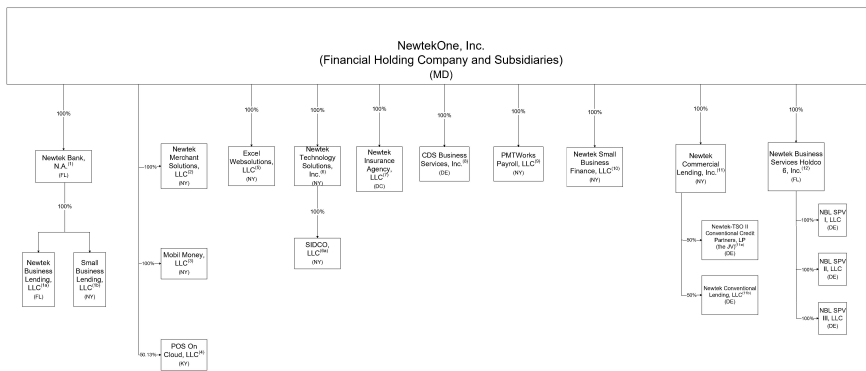 NewtekOne, Inc.
(Financial Holding Company and Subsidiaries)
(MD)
100%
100%
100%
100%
100%
100%
100%
100%
100%
Newtek Bank,
N.A.(1)
(FL)
100%
Newtek
Business
Lending,
LLC(1a)
(FL)
Small
Business
Lending,
LLC(1b)
(NY)
100%
Newtek
Merchant
Solutions,
LLC(2)
(NY)
100%
Mobil Money,
LLC(3)
(NY)
50.13%
POS On
Cloud, LLC(4)
(KY)
Excel
Websolutions,
LLC(5)
(NY)
Newtek
Technology
Solutions,
Inc.(6)
(NY)
100%
SIDCO,
LLC(6a)
(NY)
Newtek
Insurance
Agency,
LLC(7)
(DC)
CDS Business
Services, Inc.(8)
(DE)
PMTWorks
Payroll, LLC(9)
(NY)
Newtek Small
Business
Finance, LLC(10)
(NY)
Newtek
Commercial
Lending, Inc.(11)
(NY)
50%
Newtek-TSO II
Conventional Credit
Partners, LP
(the JV)(11a)
(DE)
50%
Newtek Conventional
Lending, LLC(11b)
(DE)
Newtek Business
Services Holdco
6, Inc.(12)
(FL)
100%
NBL SPV
I, LLC
(DE)
100%
NBL SPV
II, LLC
(DE)
100%
NBL SPV
III, LLC
(DE)